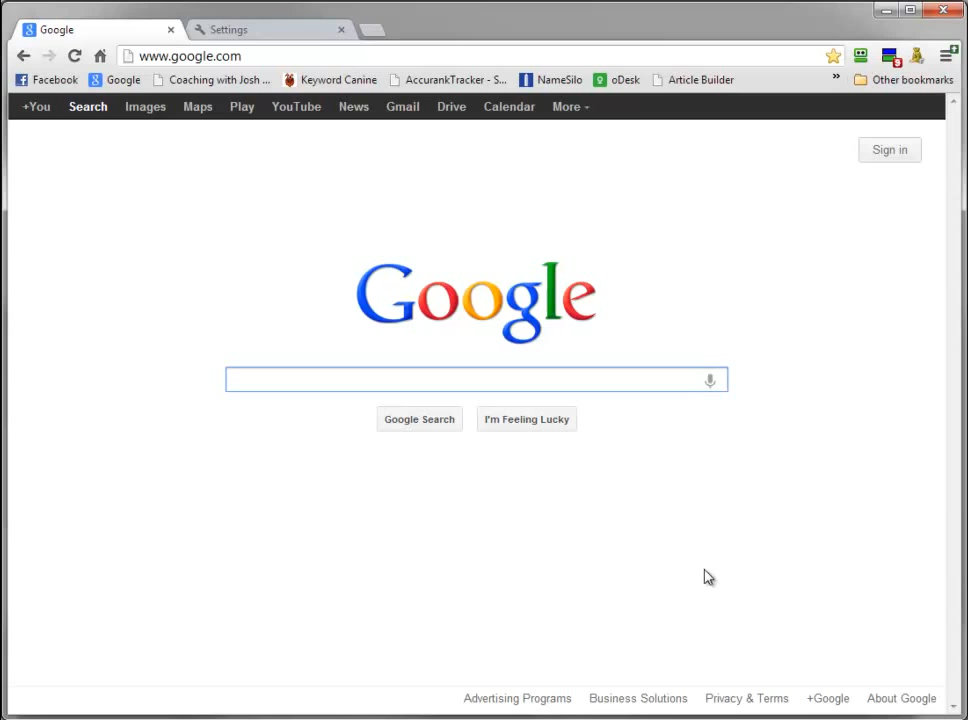 Google Settings
www.google.com
Facebook Google Coaching with Josh ... Keyword Canine AccurankTracker - S... NameSilo oDesk Article Builder » Other bookmarks
+You Search Images Maps Play YouTube News Gmail Drive Calendar More
Sign in
Google
Google Search I'm Feeling Lucky
Advertising Programs Business Solutions Privacy & Terms +Google About Google